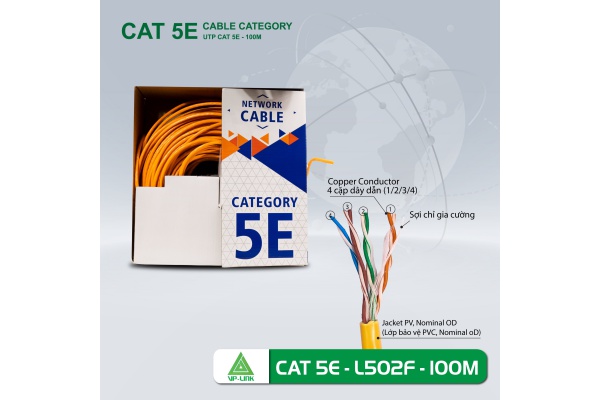 CAT 5E CABLE CATEGORY
UTP CAT 5E - 100M
NETWORK
CABLE
CATEGORY
5E
Copper Conductor
4 cặp dây dẫn (1/2/3/4)
Sợi chỉ gia cường
4
3
2
1
Jacket PV, Nominal OD
(Lớp bảo vệ PVC, Nominal oD)
VP-LINK
CAT 5E - L502F - 100M